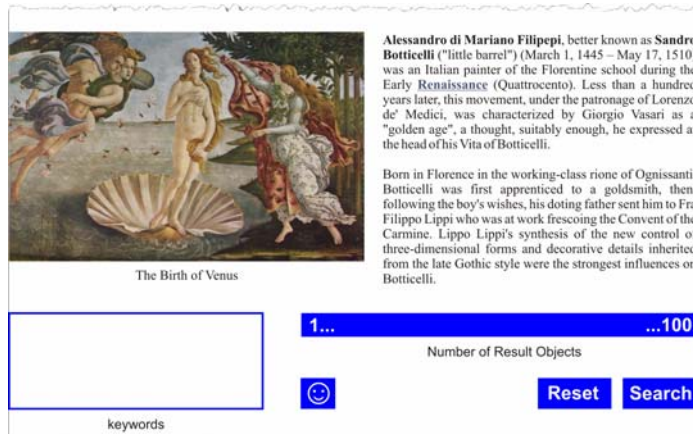 Alessandro di Mariano Filipepi, better known as Sandro
Botticelli ("little barrel") (March 1, 1445 – May 17, 1510)
was an Italian painter of the Florentine school during the
Early Renaissance (Quattrocento). Less than a hundred
years later, this movement, under the patronage of Lorenzo
de' Medici, was characterized by Giorgio Vasari as a
"golden age", a thought, suitably enough, he expressed at
the head of his Vita of Botticelli.
Born in Florence in the working-class rione of Ognissanti,
Botticelli was first apprenticed to a goldsmith, then,
following the boy's wishes, his doting father sent him to Fra
Filippo Lippi who was at work frescoing the Convent of the
Carmine. Lippo Lippi's synthesis of the new control of
three-dimensional forms and decorative details inherited
from the late Gothic style were the strongest influences on
Botticelli.
The Birth of Venus
1... ...100
Number of Result Objects
Reset Search
keywords